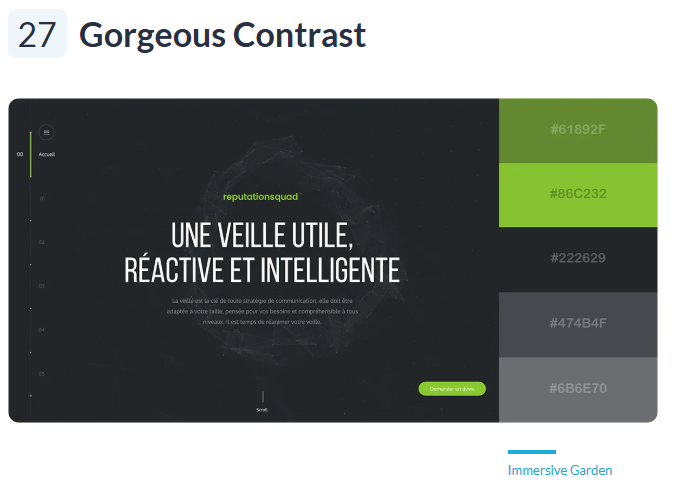 27 Gorgeous Contrast
00 Accueil
01
02
03
04
05
reputationsquad
UNE VEILLE UTILE,
RÉACTIVE ET INTELLIGENTE
La veille est la clé de toute stratégie de communication, elle doit être
adaptée à votre taille, pensée pour vos besoins et compréhensible à tous
niveaux. Il est temps de réanimer votre veille.
Demander un devis
Scroll
#61892F
#86C232
#222629
#474B4F
#6B6E70
Immersive Garden